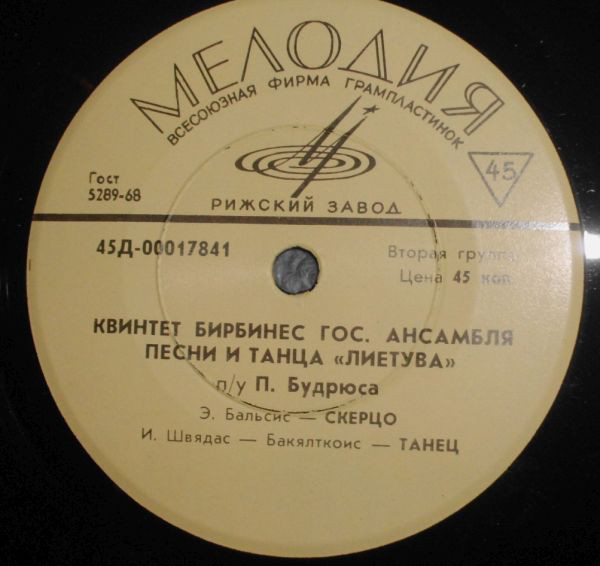 МЕЛОДИЯ
ВСЕСОЮЗНАЯ ФИРМА ГРАМПЛАСТИНОК
Гост
5289-68
45
РИЖСКИЙ ЗАВОД
45Д-00017841
Вторая группа
Цена 45 коп.
КВИНТЕТ БИРБИНЕС ГОС. АНСАМБЛЯ
ПЕСНИ И ТАНЦА «ЛИЕТУВА»
п/у П. Будрюса
Э. Бальсис — СКЕРЦО
И. Швядас — Бакялткоис — ТАНЕЦ